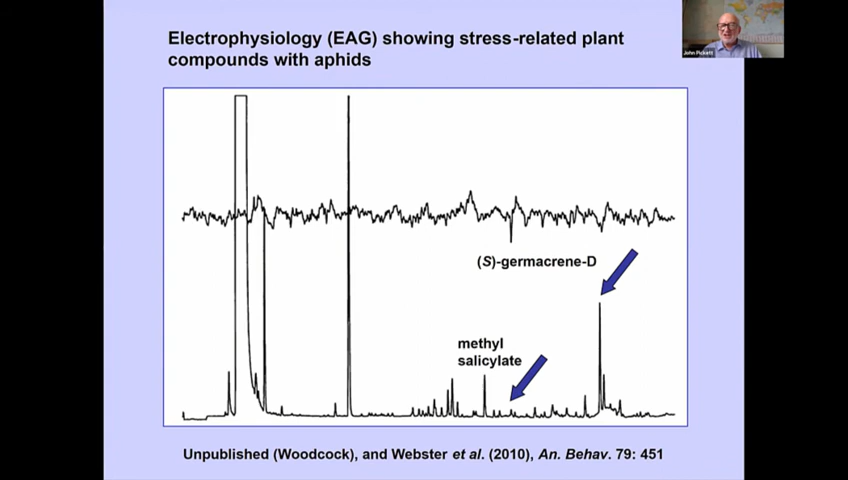 Electrophysiology (EAG) showing stress-related plant
compounds with aphids
John Pickett
(S)-germacrene-D
methyl
salicylate
Unpublished (Woodcock), and Webster et al. (2010), An. Behav. 79: 451